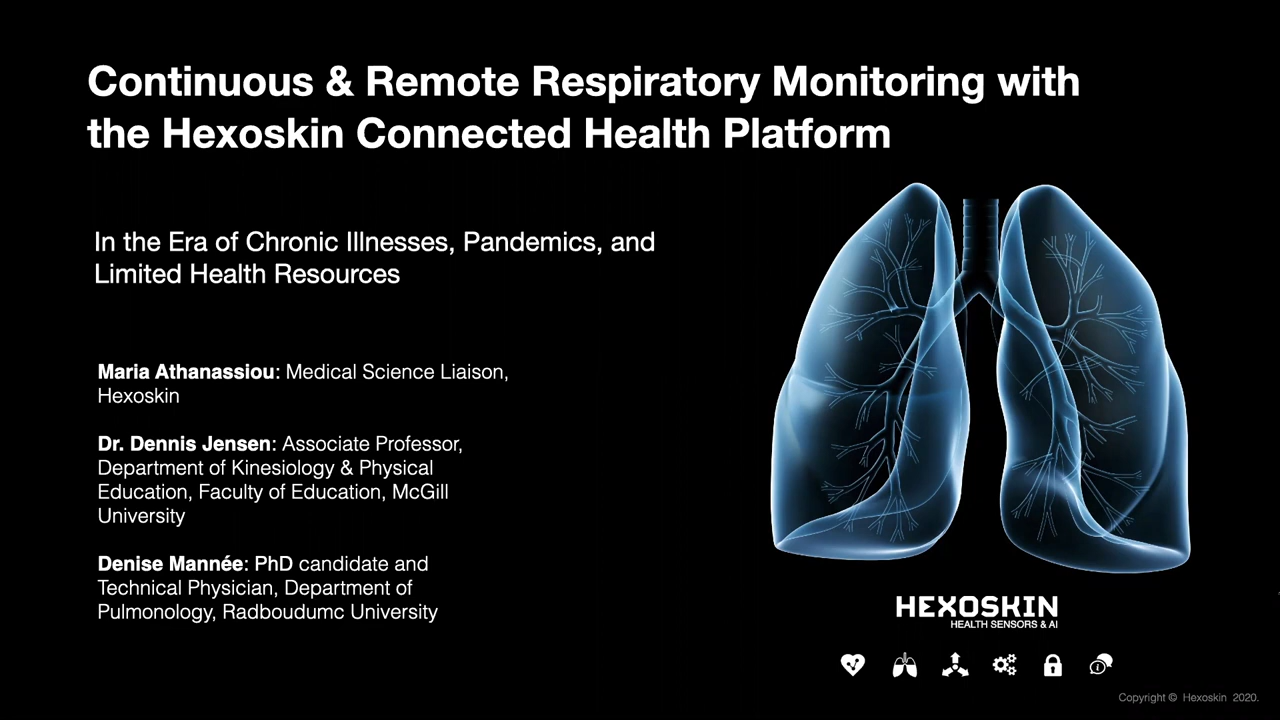 Continuous & Remote Respiratory Monitoring with
the Hexoskin Connected Health Platform
In the Era of Chronic Illnesses, Pandemics, and
Limited Health Resources
Maria Athanassiou: Medical Science Liaison,
Hexoskin
Dr. Dennis Jensen: Associate Professor,
Department of Kinesiology & Physical
Education, Faculty of Education, McGill
University
Denise Mannée: PhD candidate and
Technical Physician, Department of
Pulmonology, Radboudumc University
HEXOSKIN
HEALTH SENSORS & AI
Copyright © Hexoskin 2020.